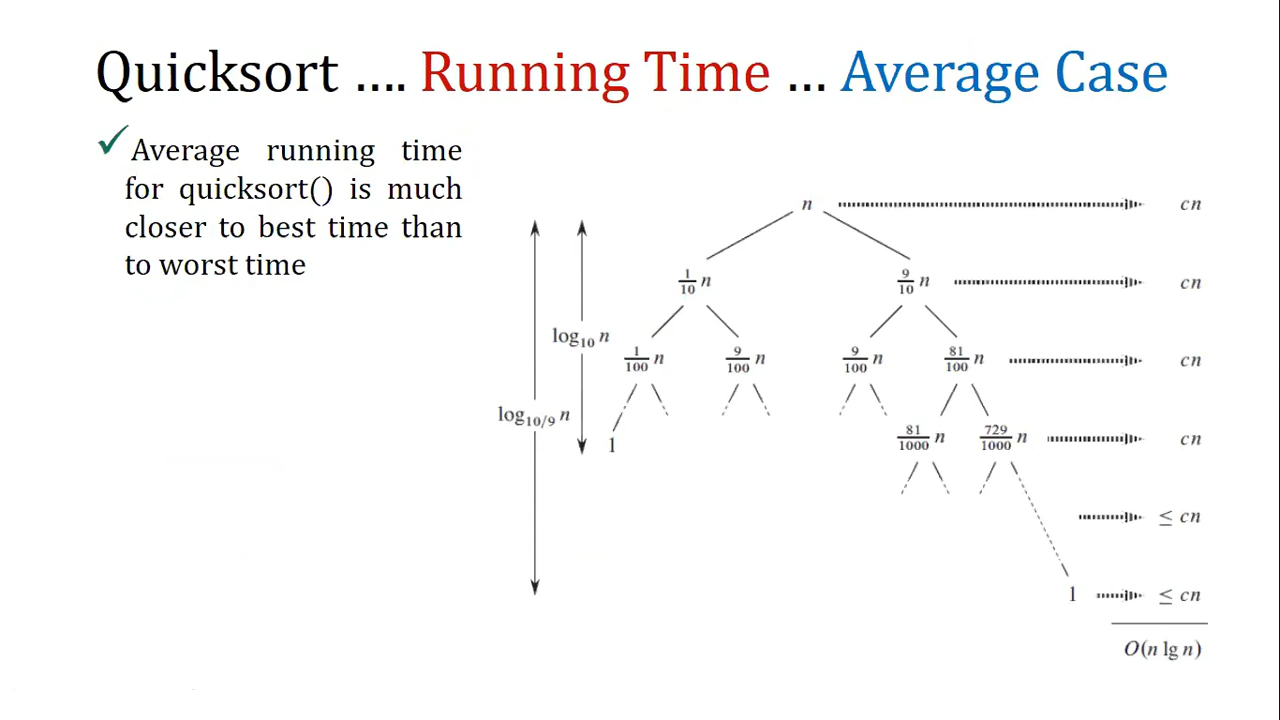 Quicksort .... Running Time ... Average Case
✓Average running time
for quicksort() is much
closer to best time than
to worst time
n cn
1/10 n 9/10 n cn
log₁₀ n
1/100 n 9/100 n 9/100 n 81/100 n cn
log₁₀/₉ n
1 81/1000 n 729/1000 n cn
≤ cn
1 ≤ cn
O(n lg n)